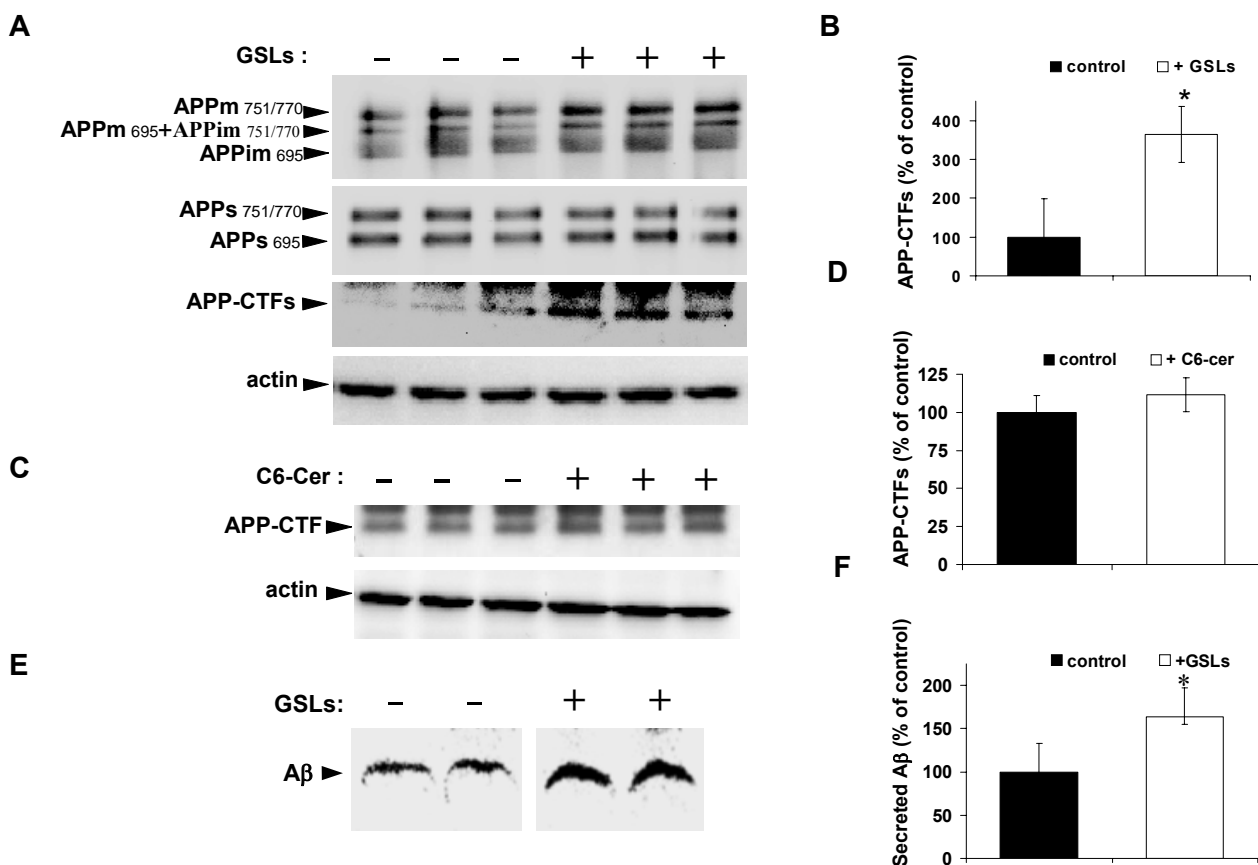 A
GSLs : – – – + + +
APPm 751/770
APPm 695+APPim 751/770
APPim 695
APPs 751/770
APPs 695
APP-CTFs
actin
B
■ control □ + GSLs
*
APP-CTFs (% of control)
400
300
200
100
0
C
C6-Cer : – – – + + +
APP-CTF
actin
D
■ control □ + C6-cer
APP-CTFs (% of control)
125
100
75
50
25
0
E
GSLs: – – + +
Aβ
F
■ control □ +GSLs
*
Secreted Aβ (% of control)
200
150
100
50
0